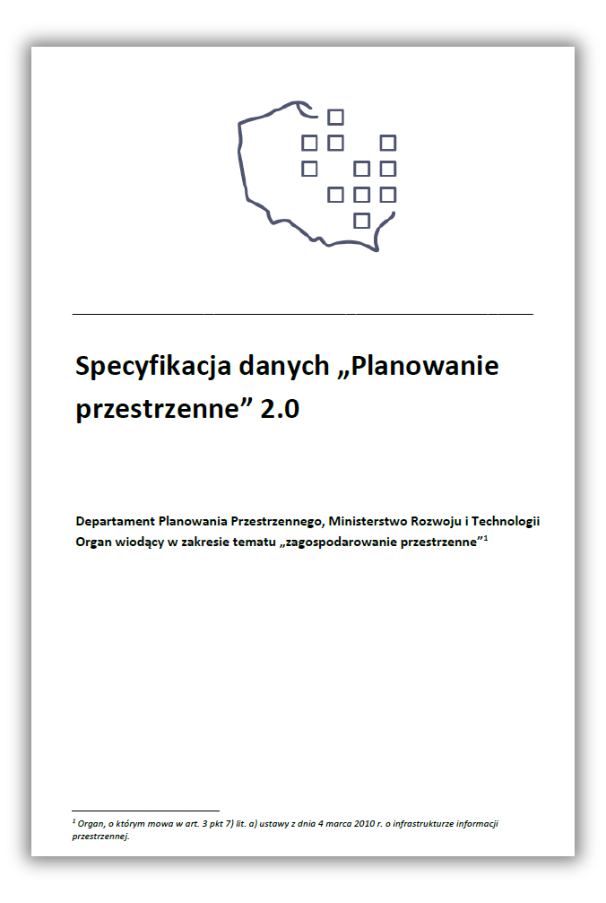 Specyfikacja danych „Planowanie
przestrzenne” 2.0
Departament Planowania Przestrzennego, Ministerstwo Rozwoju i Technologii
Organ wiodący w zakresie tematu „zagospodarowanie przestrzenne”¹
¹ Organ, o którym mowa w art. 3 pkt 7) lit. a) ustawy z dnia 4 marca 2010 r. o infrastrukturze informacji
przestrzennej.